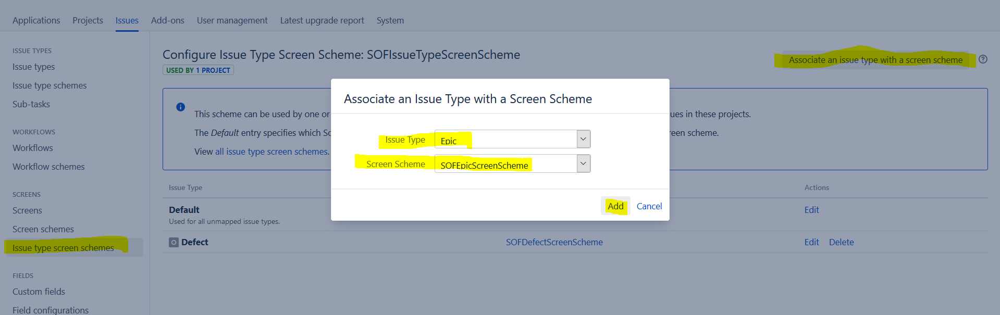 Applications Projects Issues Add-ons User management Latest upgrade report System
ISSUE TYPES
Issue types
Issue type schemes
Sub-tasks
WORKFLOWS
Workflows
Workflow schemes
SCREENS
Screens
Screen schemes
Issue type screen schemes
FIELDS
Custom fields
Field configurations
Configure Issue Type Screen Scheme: SOFIssueTypeScreenScheme
USED BY 1 PROJECT
Associate an issue type with a screen scheme
This scheme can be used by one or
ues in these projects.
The Default entry specifies which Sc
een scheme.
View all issue type screen schemes.
Issue Type Actions
Default Edit
Used for all unmapped issue types.
Defect SOFDefectScreenScheme Edit Delete
Associate an Issue Type with a Screen Scheme
Issue Type Epic
Screen Scheme SOFEpicScreenScheme
Add Cancel